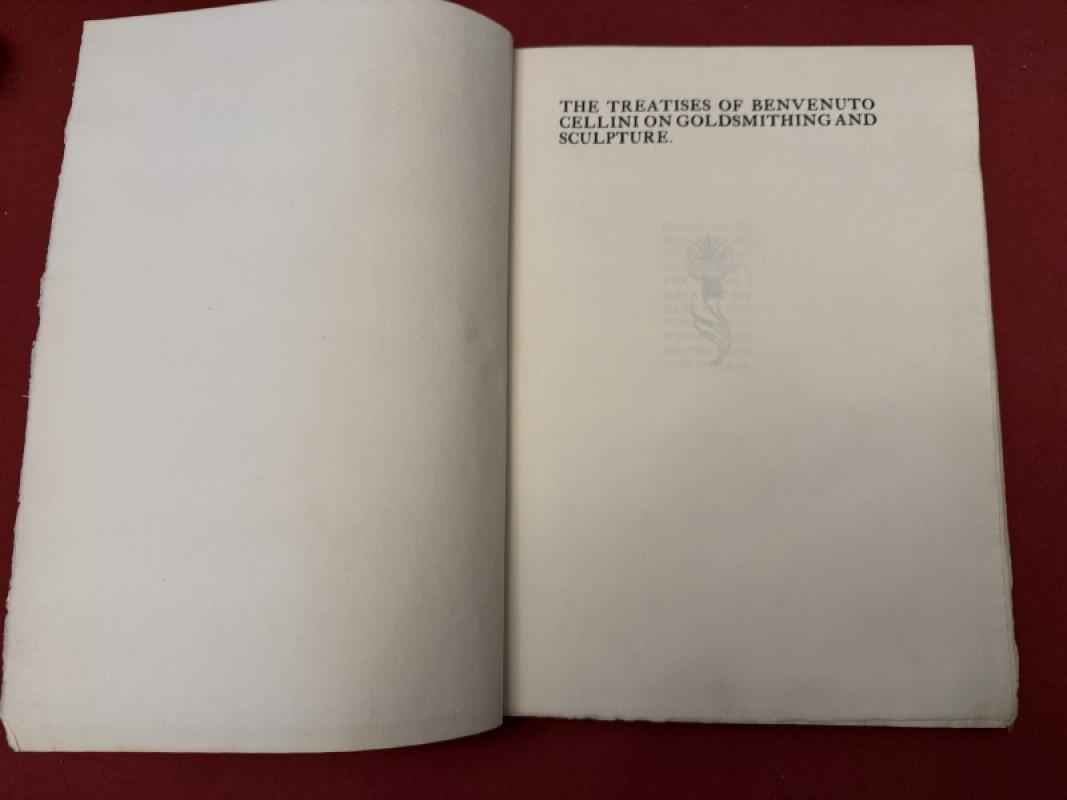 THE TREATISES OF BENVENUTO
CELLINI ON GOLDSMITHING AND
SCULPTURE.